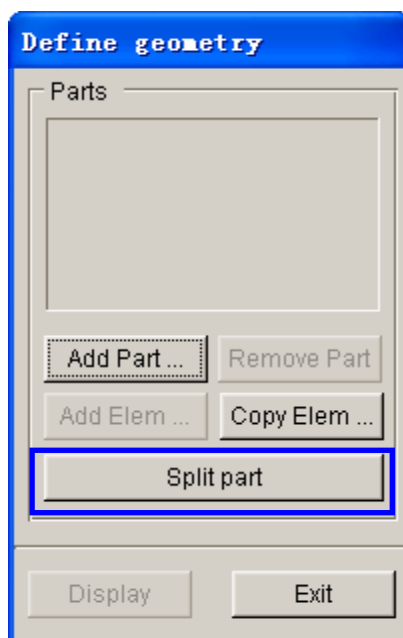 Define geometry
Parts
Add Part ... Remove Part
Add Elem ... Copy Elem ...
Split part
Display Exit